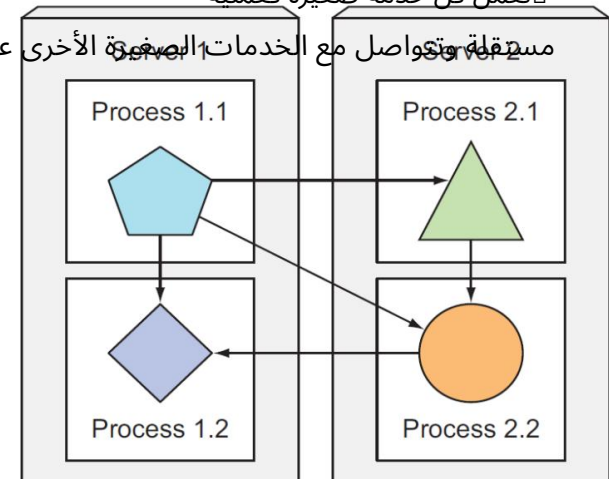 تعمل كل خدمة صغيرة كعملية
مستقلة وتتواصل مع الخدمات الصغيرة الأخرى
Server 1
Server 2
Process 1.1
Process 2.1
Process 1.2
Process 2.2